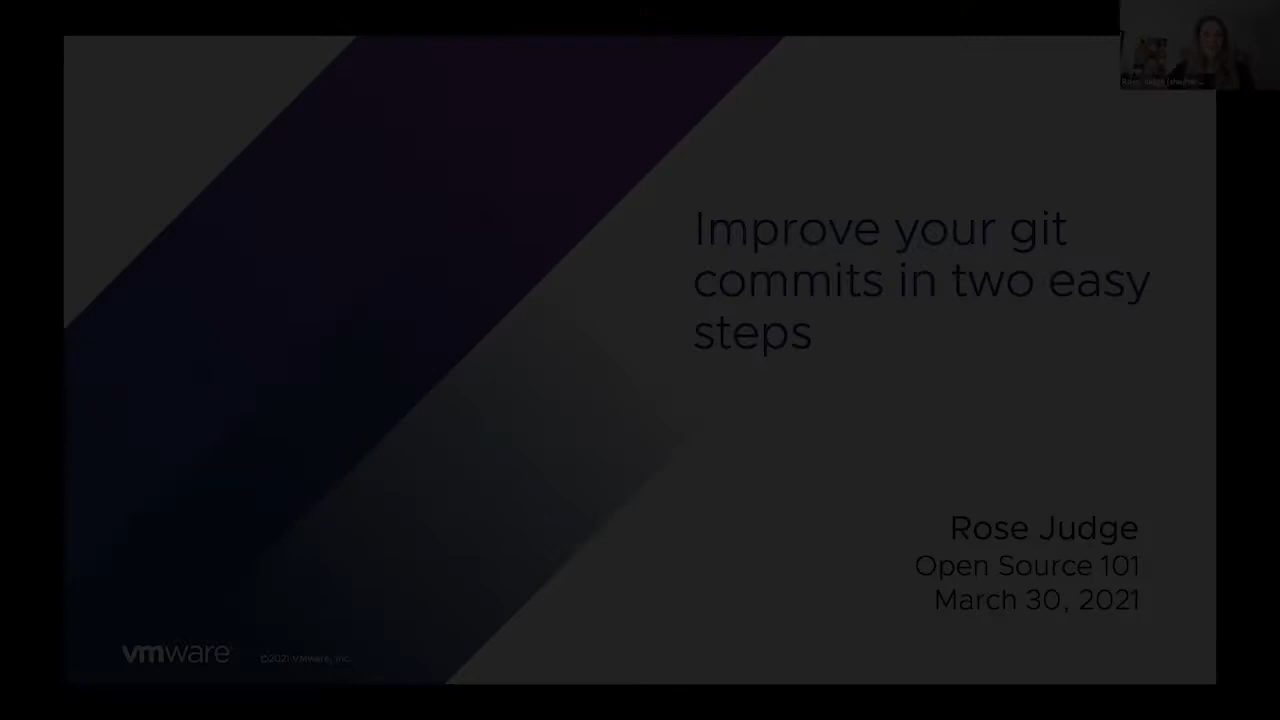 Improve your git
commits in two easy
steps
Rose Judge
Open Source 101
March 30, 2021
vmware
©2021 VMware, Inc.